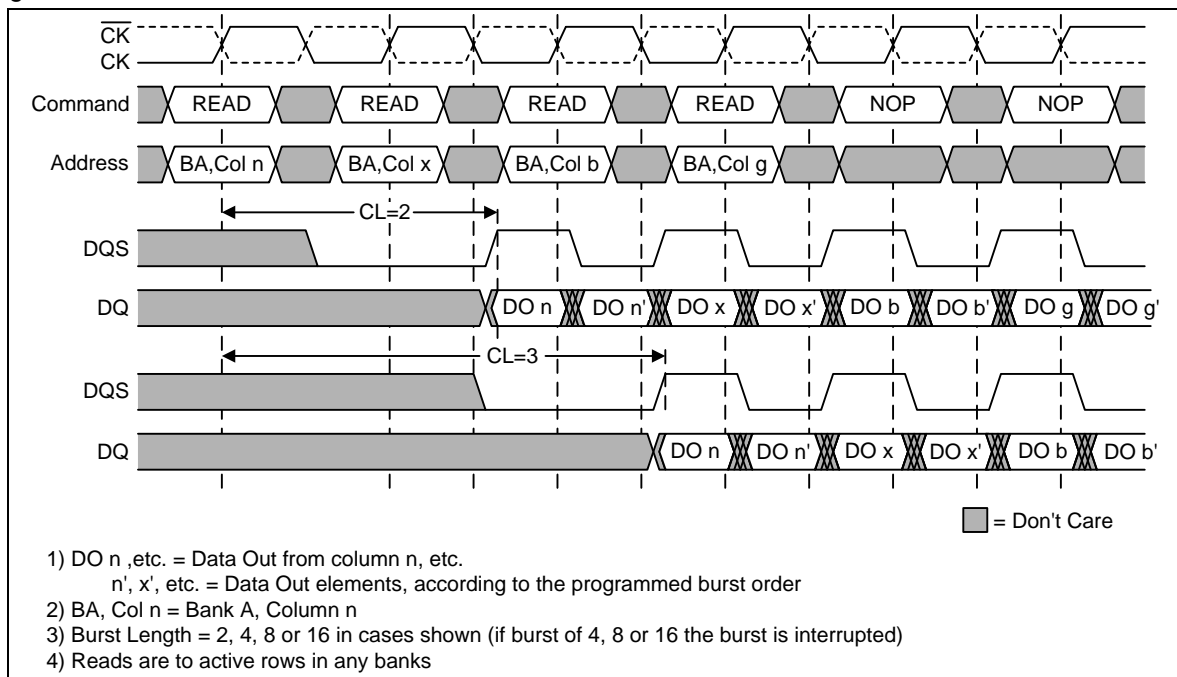 CK
CK
Command READ READ READ READ NOP NOP
Address BA,Col n BA,Col x BA,Col b BA,Col g
CL=2
DQS
DQ DO n DO n' DO x DO x' DO b DO b' DO g DO g'
CL=3
DQS
DQ DO n DO n' DO x DO x' DO b DO b'
= Don't Care
1) DO n ,etc. = Data Out from column n, etc.
n', x', etc. = Data Out elements, according to the programmed burst order
2) BA, Col n = Bank A, Column n
3) Burst Length = 2, 4, 8 or 16 in cases shown (if burst of 4, 8 or 16 the burst is interrupted)
4) Reads are to active rows in any banks